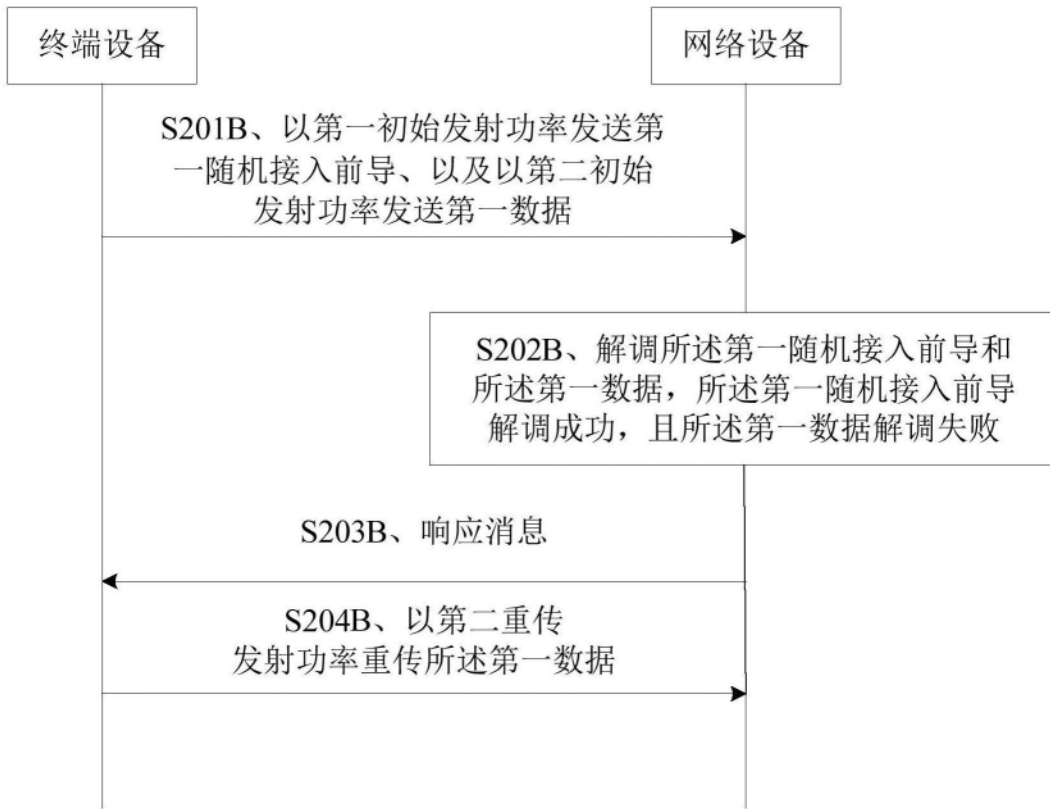 终端设备
网络设备
S201B、以第一初始发射功率发送第
一随机接入前导、以及以第二初始
发射功率发送第一数据
S202B、解调所述第一随机接入前导和
所述第一数据，所述第一随机接入前导
解调成功，且所述第一数据解调失败
S203B、响应消息
S204B、以第二重传
发射功率重传所述第一数据